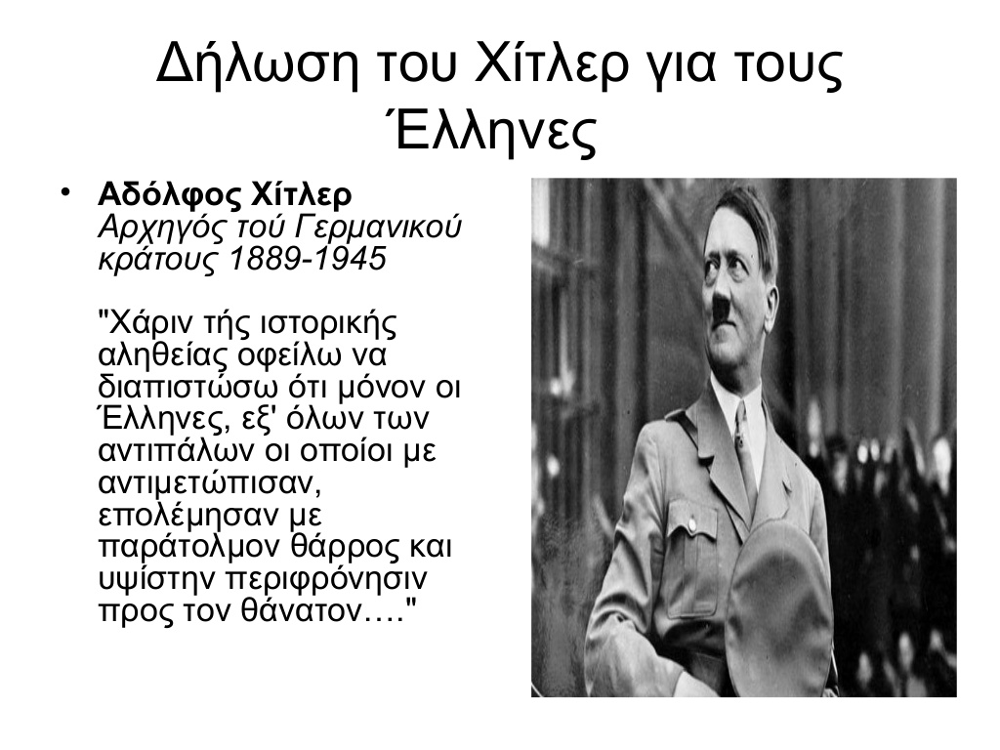 Δήλωση του Χίτλερ για τους
Έλληνες
• Αδόλφος Χίτλερ
Αρχηγός τού Γερμανικού
κράτους 1889-1945
"Χάριν τής ιστορικής
αληθείας οφείλω να
διαπιστώσω ότι μόνον οι
Έλληνες, εξ' όλων των
αντιπάλων οι οποίοι με
αντιμετώπισαν,
επολέμησαν με
παράτολμον θάρρος και
υψίστην περιφρόνησιν
προς τον θάνατον…."